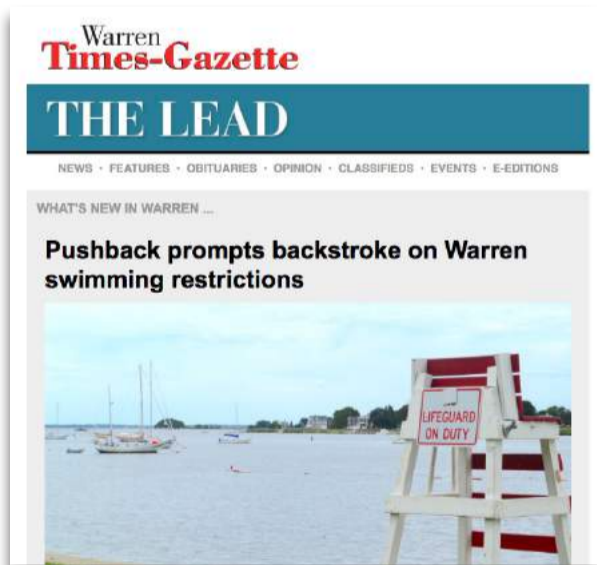 Warren
Times-Gazette
THE LEAD
NEWS · FEATURES · OBITUARIES · OPINION · CLASSIFIEDS · EVENTS · E-EDITIONS
WHAT'S NEW IN WARREN ...
Pushback prompts backstroke on Warren
swimming restrictions
LIFEGUARD
ON DUTY